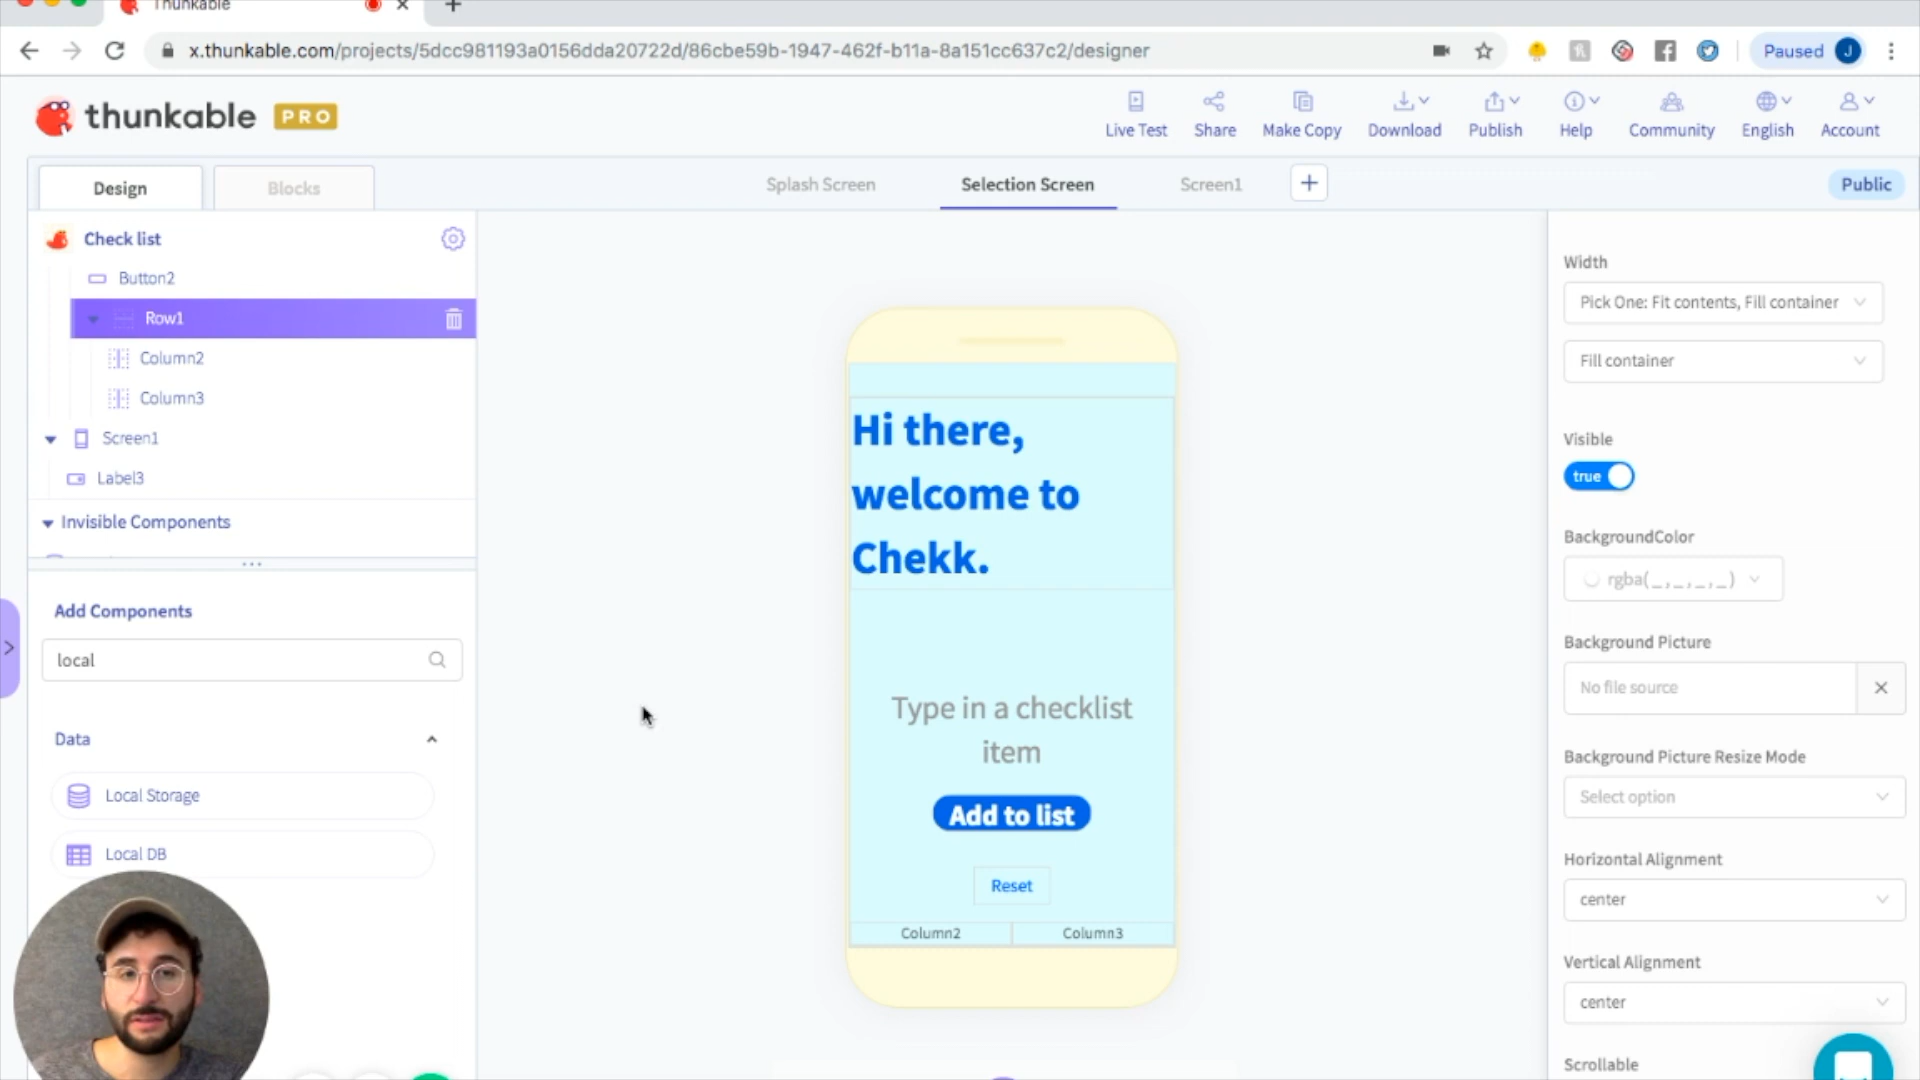 Thunkable
x.thunkable.com/projects/5dcc981193a0156dda20722d/86cbe59b-1947-462f-b11a-8a151cc637c2/designer
Paused J
thunkable PRO
Live Test
Share
Make Copy
Download
Publish
Help
Community
English
Account
Design
Blocks
Splash Screen
Selection Screen
Screen1
Public
Check list
Button2
Row1
Column2
Column3
Screen1
Label3
Invisible Components
Add Components
local
Data
Local Storage
Local DB
Hi there,
welcome to
Chekk.
Type in a checklist
item
Add to list
Reset
Column2
Column3
Width
Pick One: Fit contents, Fill container
Fill container
Visible
true
BackgroundColor
rgba(_,_,_,_)
Background Picture
No file source
Background Picture Resize Mode
Select option
Horizontal Alignment
center
Vertical Alignment
center
Scrollable